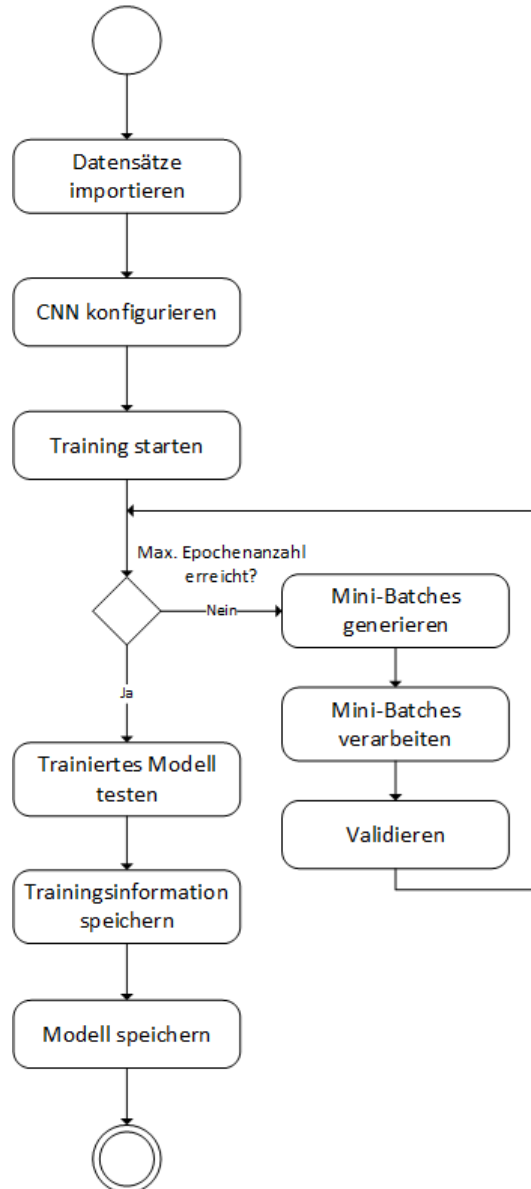 Datensätze
importieren
CNN konfigurieren
Training starten
Max. Epochenanzahl
erreicht?
Nein
Mini-Batches
generieren
Mini-Batches
verarbeiten
Validieren
Ja
Trainiertes Modell
testen
Trainingsinformation
speichern
Modell speichern